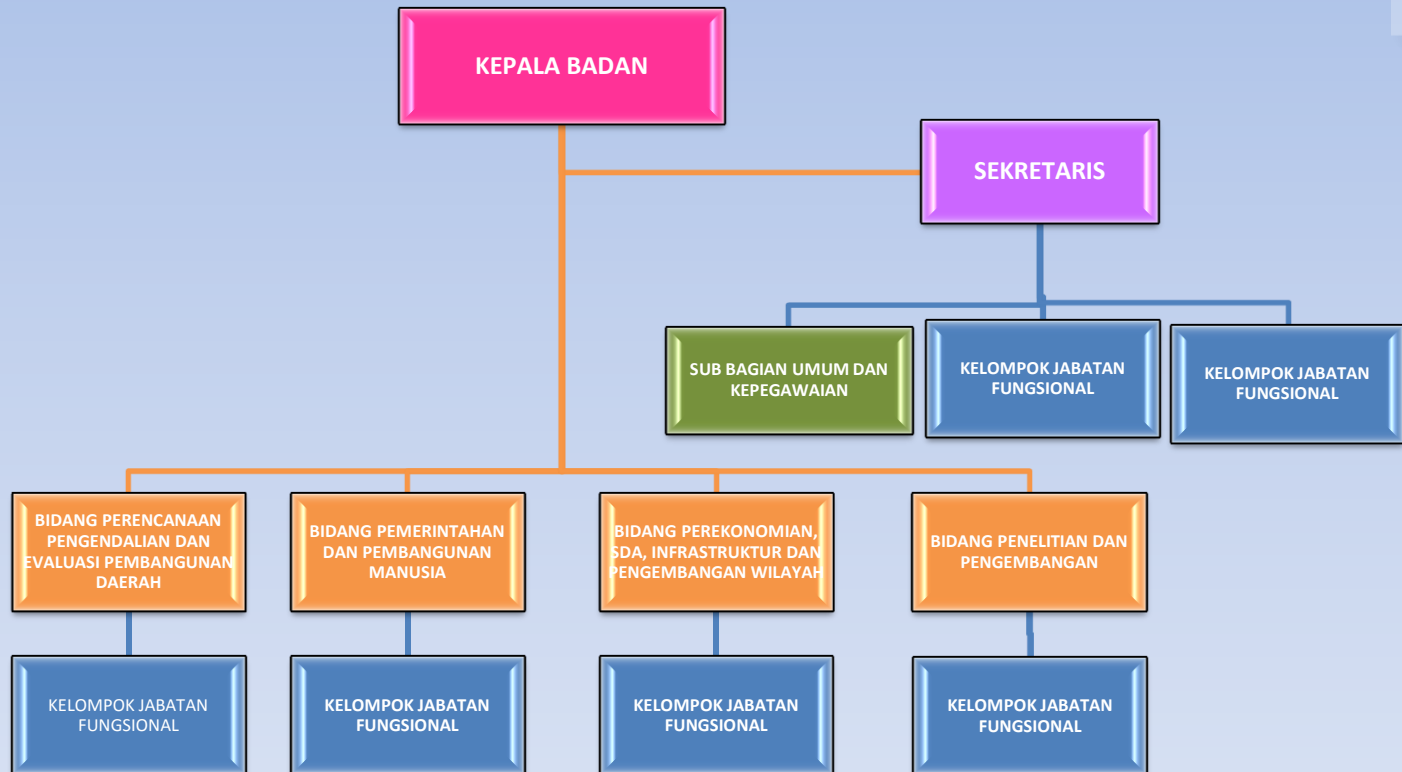 KEPALA BADAN
SEKRETARIS
SUB BAGIAN UMUM DAN
KEPEGAWAIAN
KELOMPOK JABATAN
FUNGSIONAL
KELOMPOK JABATAN
FUNGSIONAL
BIDANG PERENCANAAN
PENGENDALIAN DAN
EVALUASI PEMBANGUNAN
DAERAH
BIDANG PEMERINTAHAN
DAN PEMBANGUNAN
MANUSIA
BIDANG PEREKONOMIAN,
SDA, INFRASTRUKTUR DAN
PENGEMBANGAN WILAYAH
BIDANG PENELITIAN DAN
PENGEMBANGAN
KELOMPOK JABATAN
FUNGSIONAL
KELOMPOK JABATAN
FUNGSIONAL
KELOMPOK JABATAN
FUNGSIONAL
KELOMPOK JABATAN
FUNGSIONAL